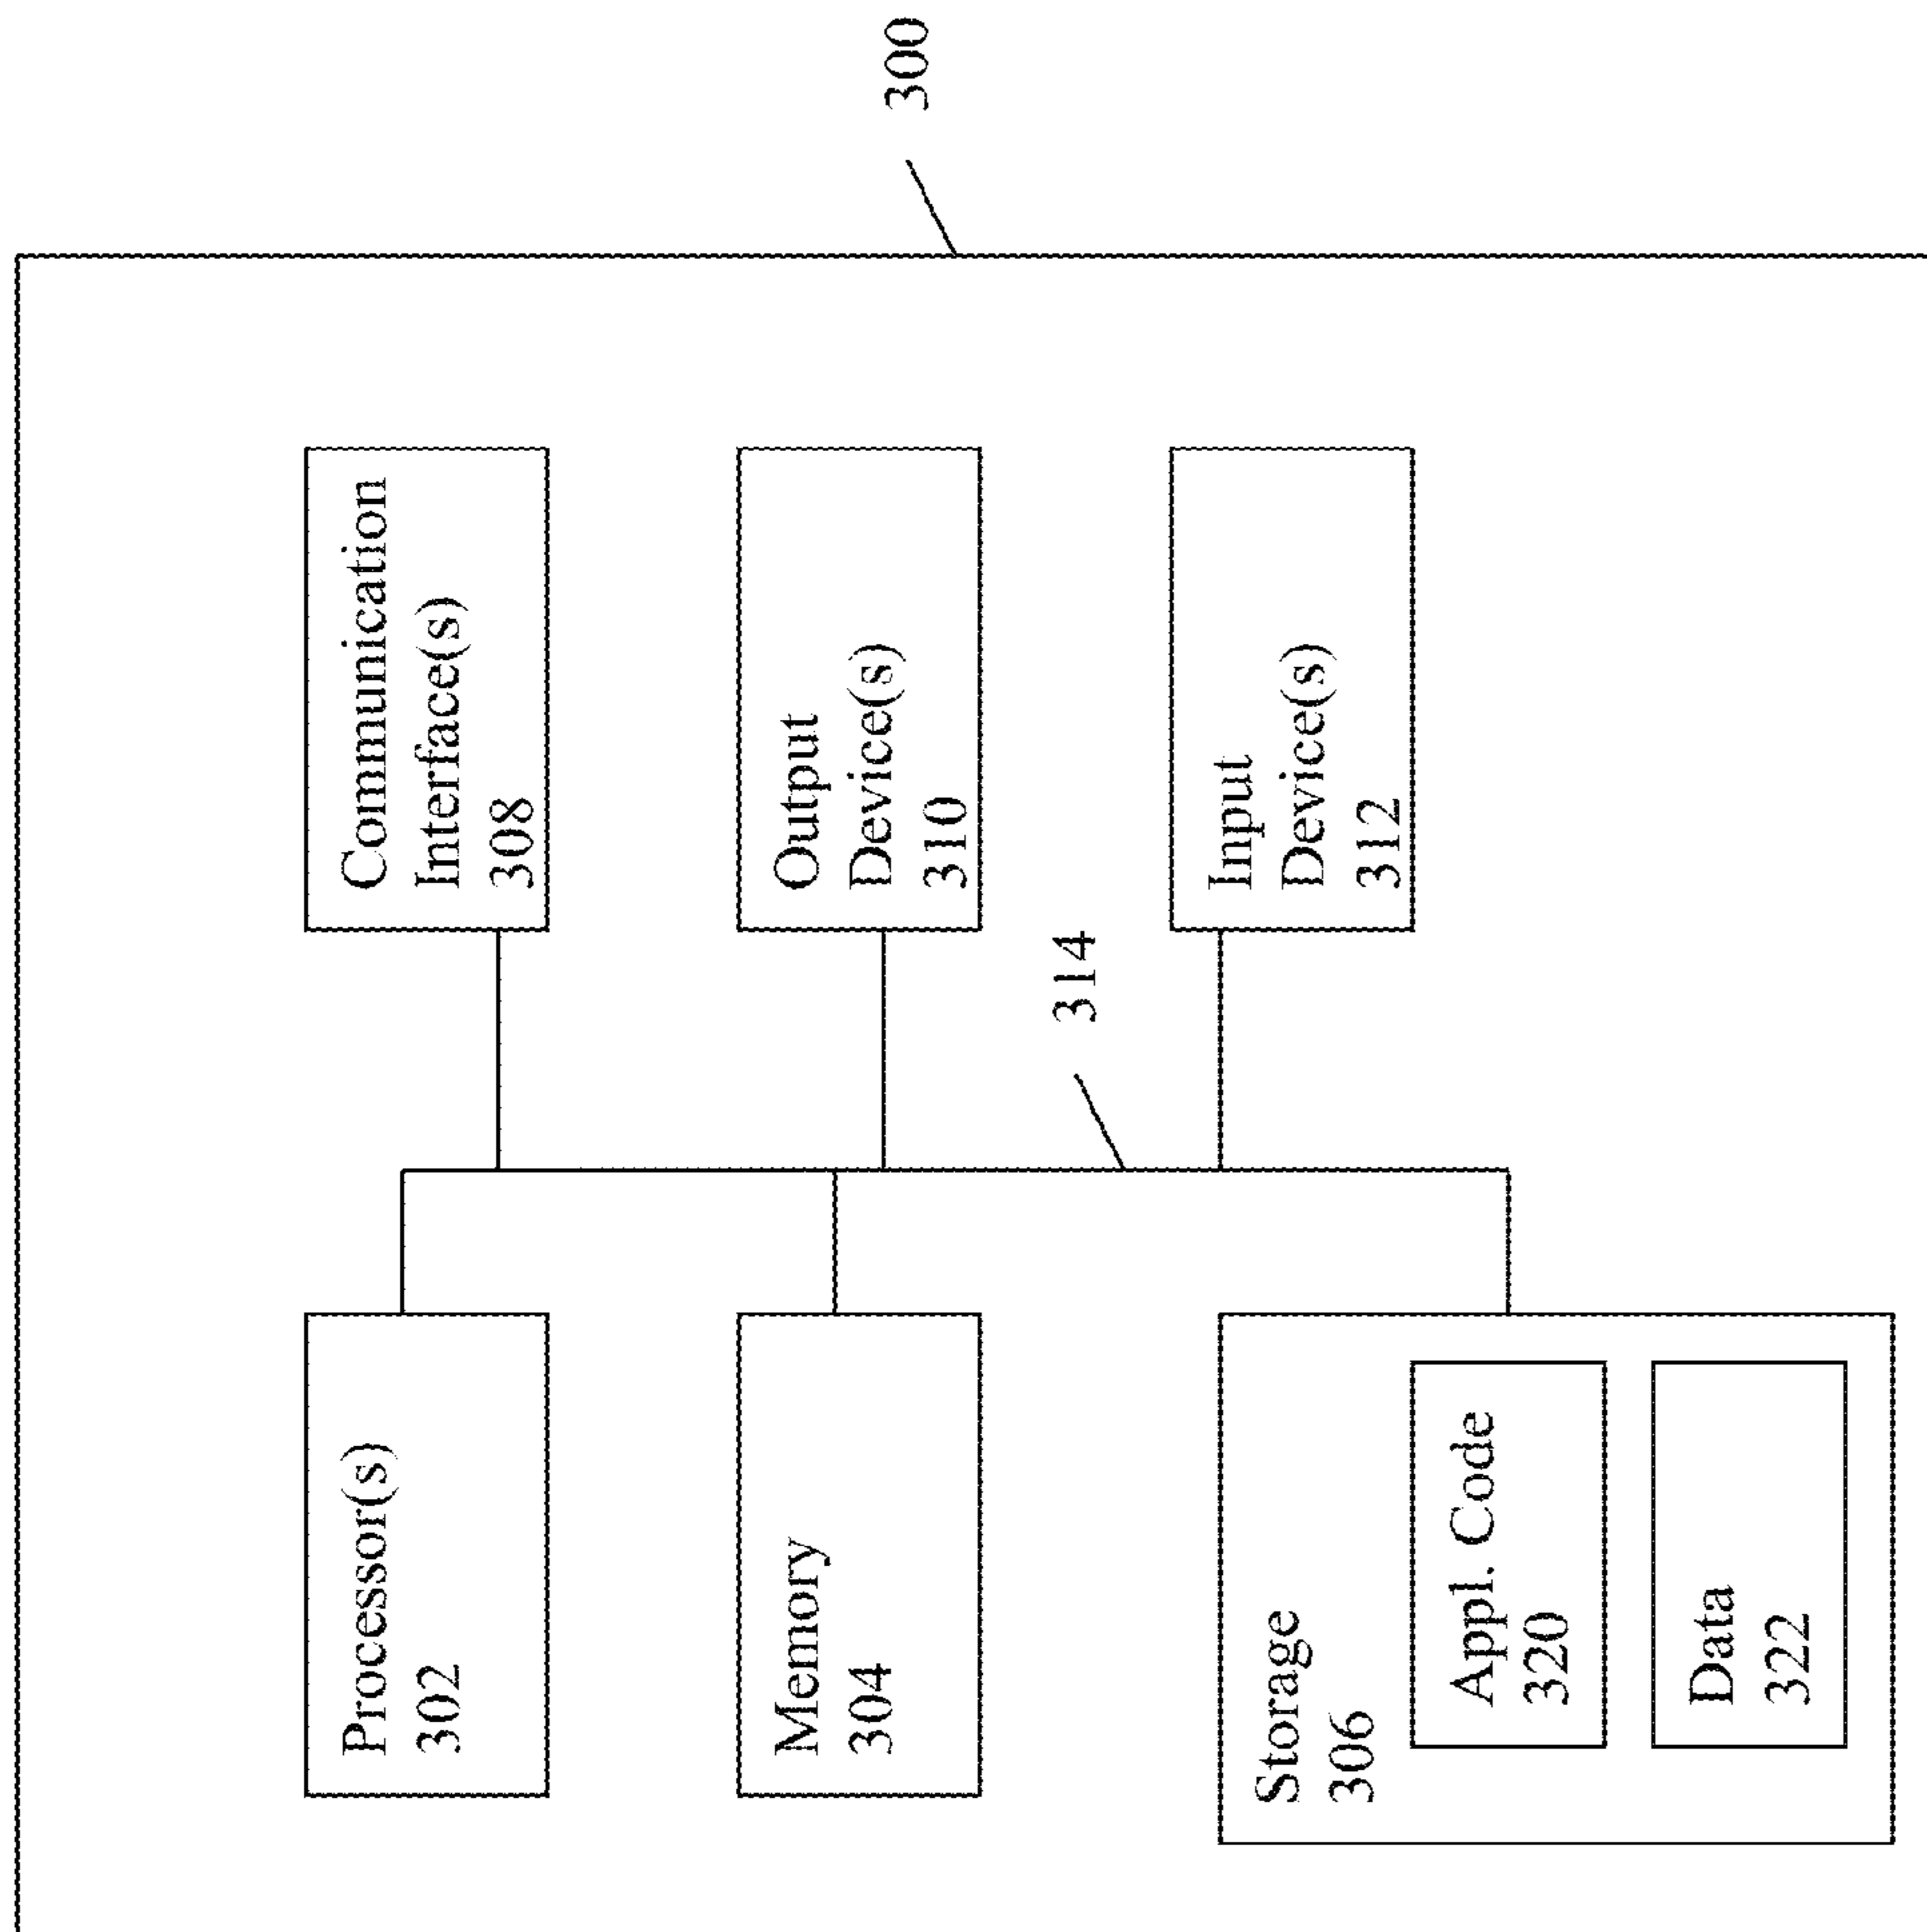 300
Processor(s)
302
Memory
304
Storage
306
Appl. Code
320
Data
322
314
Communication
Interface(s)
308
Output
Device(s)
310
Input
Device(s)
312